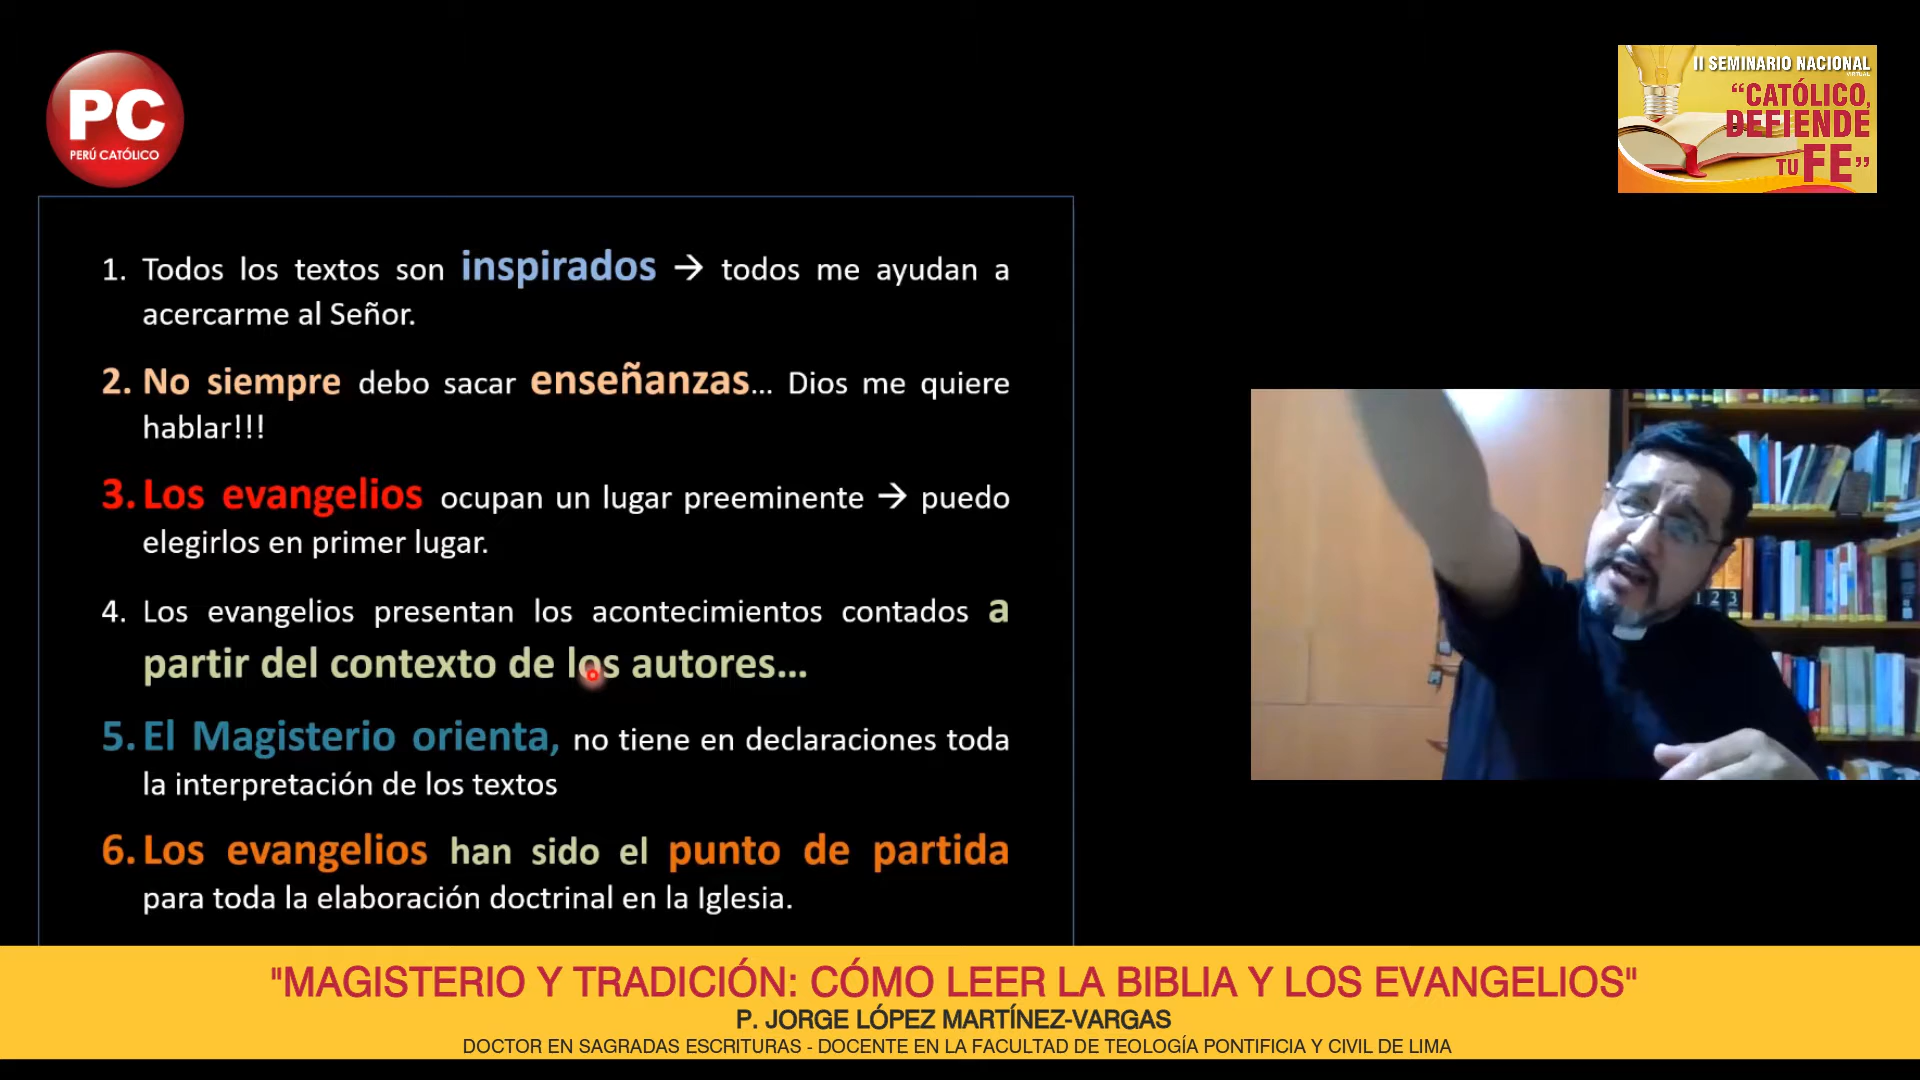 PC
PERÚ CATÓLICO
II SEMINARIO NACIONAL
VIRTUAL
“CATÓLICO,
DEFIENDE
TU FE”
1. Todos los textos son inspirados → todos me ayudan a
acercarme al Señor.
2. No siempre debo sacar enseñanzas... Dios me quiere
hablar!!!
3. Los evangelios ocupan un lugar preeminente → puedo
elegirlos en primer lugar.
4. Los evangelios presentan los acontecimientos contados a
partir del contexto de los autores...
5. El Magisterio orienta, no tiene en declaraciones toda
la interpretación de los textos
6. Los evangelios han sido el punto de partida
para toda la elaboración doctrinal en la Iglesia.
1 2 3
"MAGISTERIO Y TRADICIÓN: CÓMO LEER LA BIBLIA Y LOS EVANGELIOS"
P. JORGE LÓPEZ MARTÍNEZ-VARGAS
DOCTOR EN SAGRADAS ESCRITURAS - DOCENTE EN LA FACULTAD DE TEOLOGÍA PONTIFICIA Y CIVIL DE LIMA